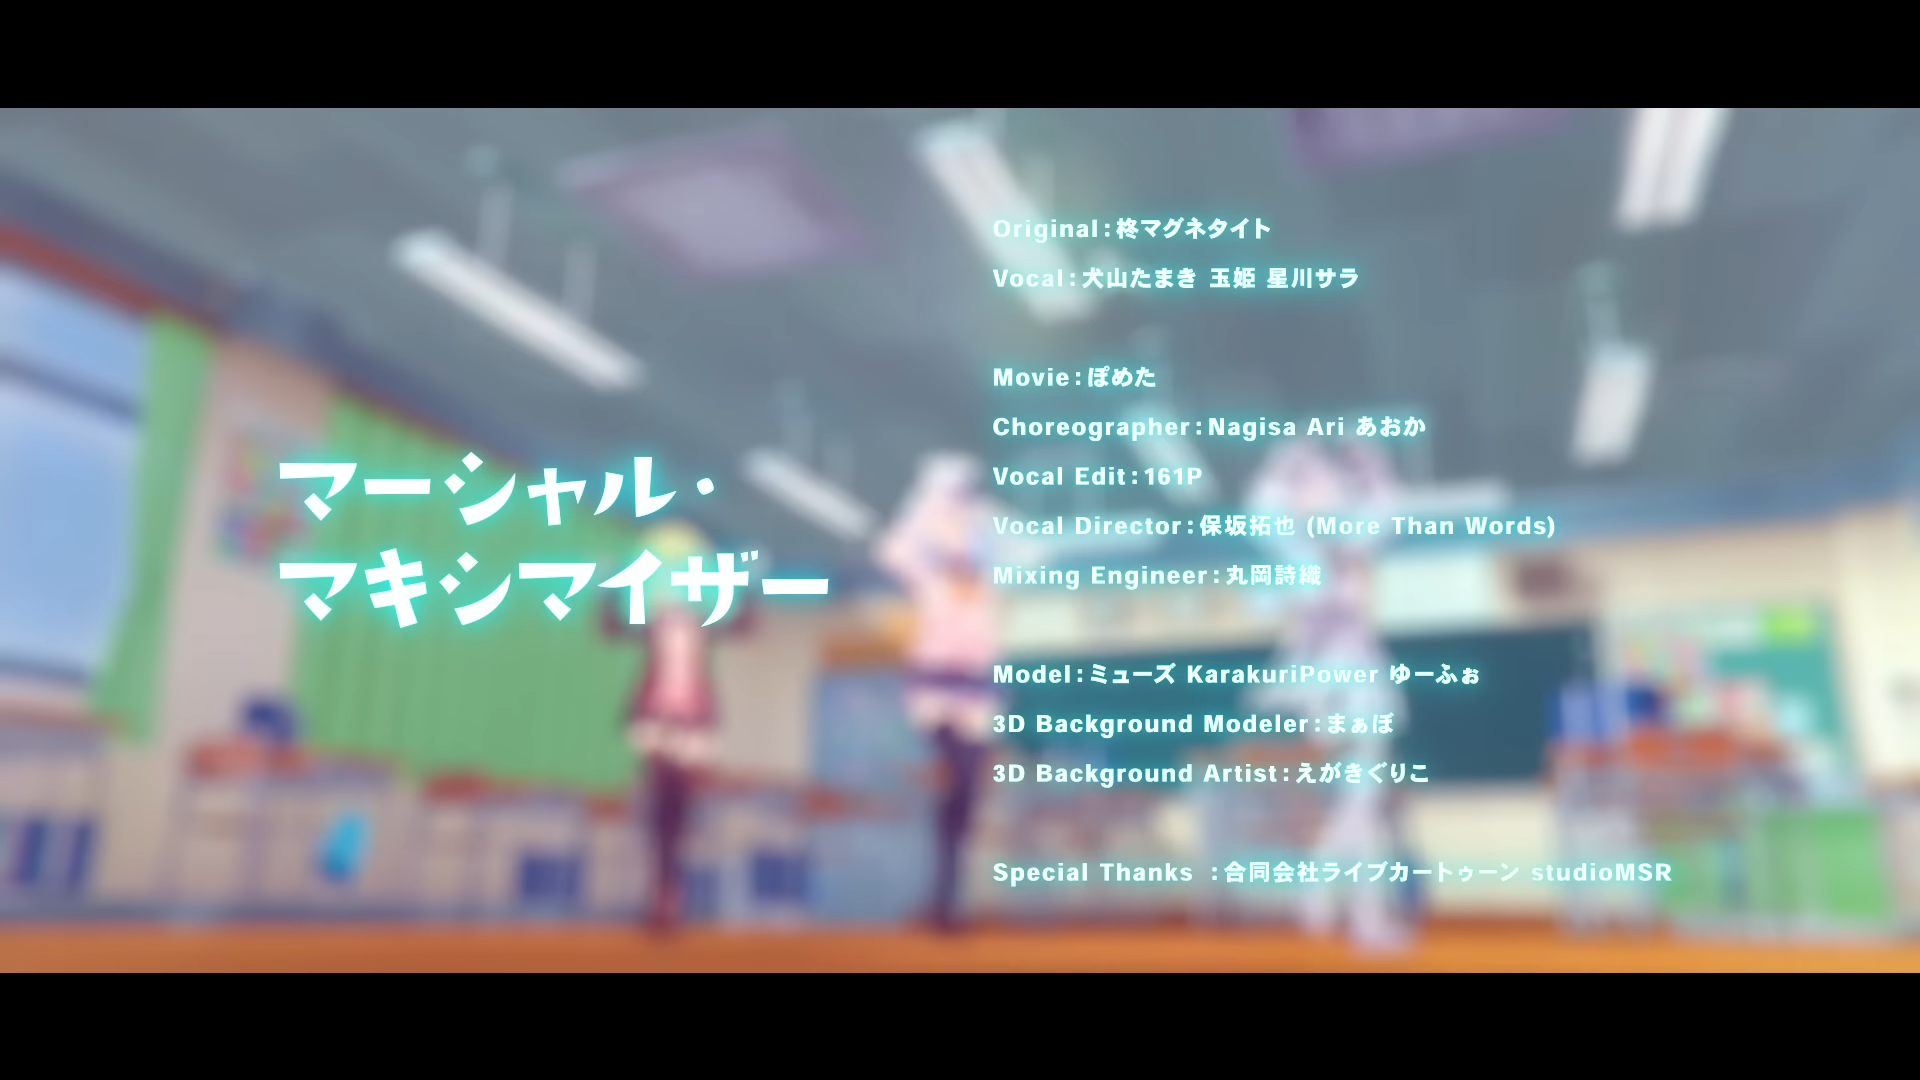 マーシャル・
マキシマイザー
Original:柊マグネタイト
Vocal:犬山たまき 玉姫 星川サラ
Movie:ぽめた
Choreographer:Nagisa Ari あおか
Vocal Edit:161P
Vocal Director:保坂拓也 (More Than Words)
Mixing Engineer:丸岡詩織
Model:ミューズ KarakuriPower ゆーふぉ
3D Background Modeler:まぁぼ
3D Background Artist:えがきぐりこ
Special Thanks :合同会社ライブカートゥーン studioMSR